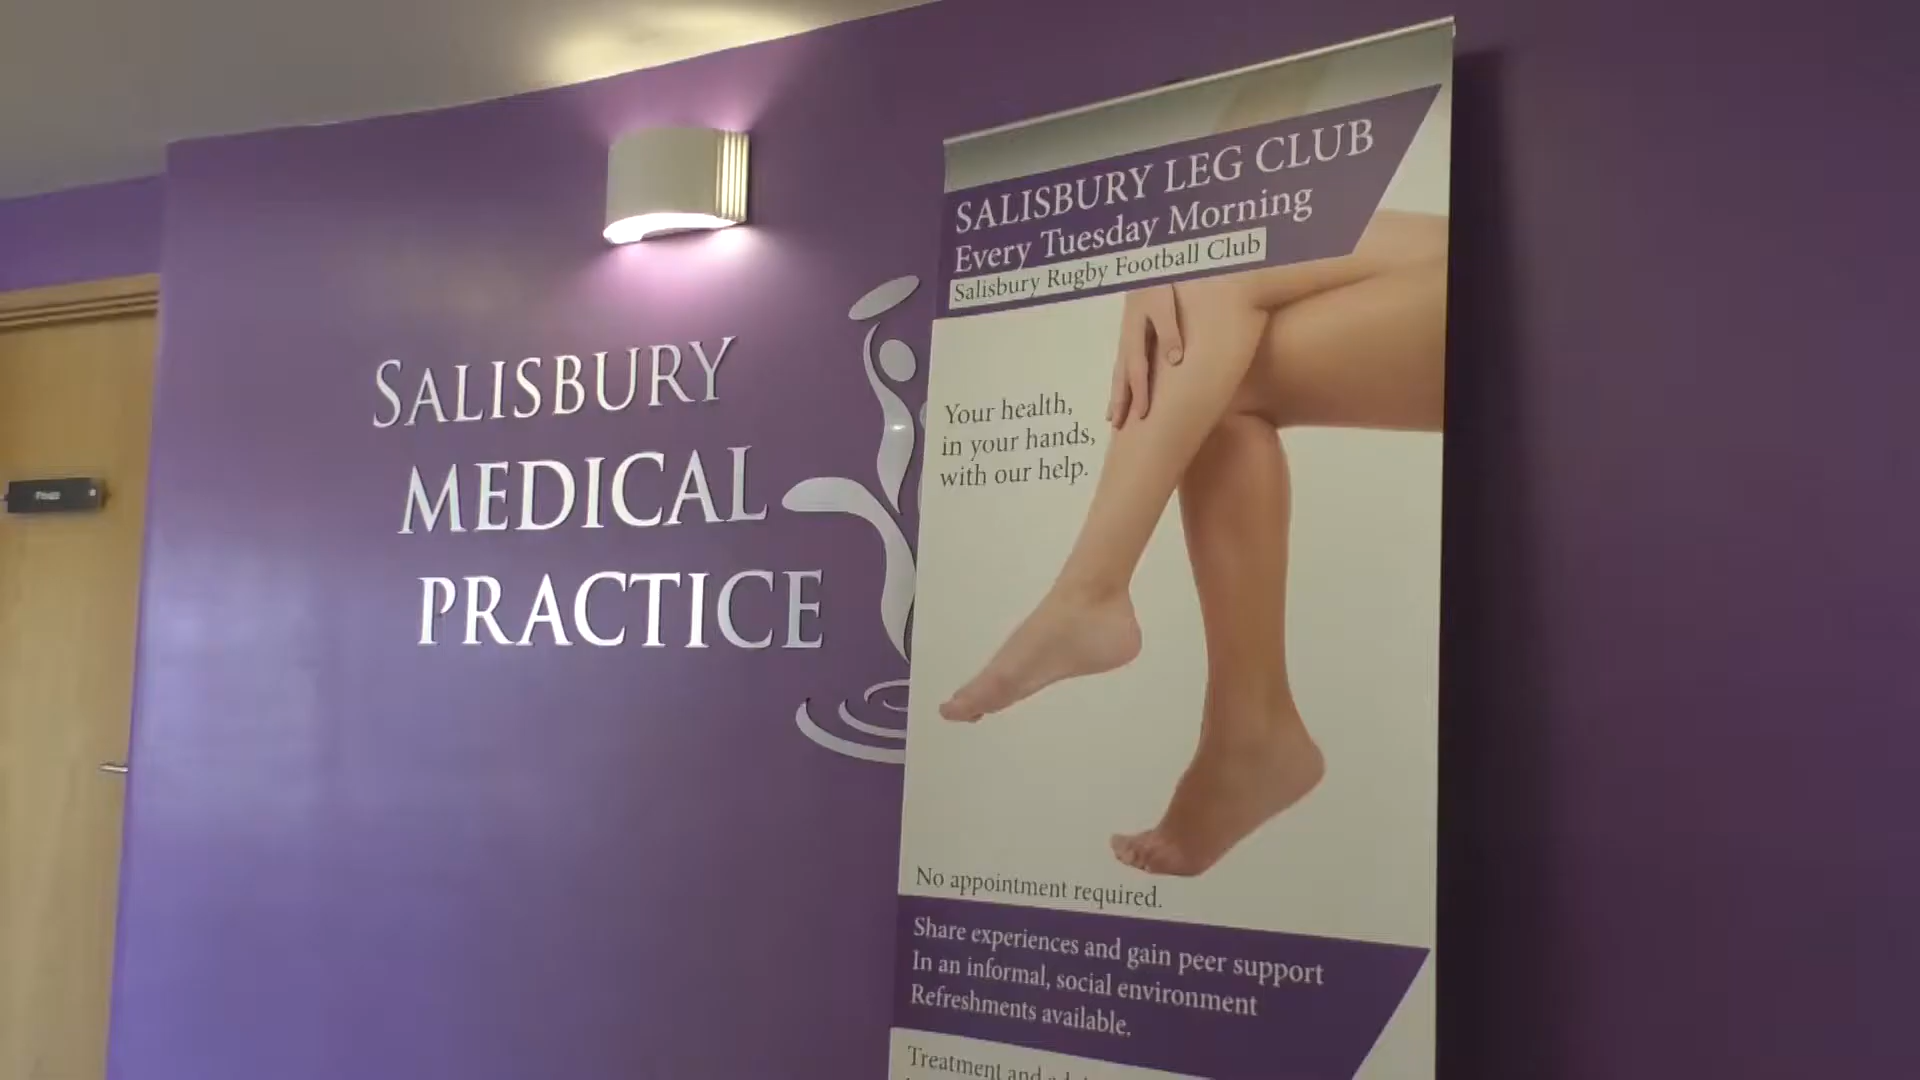 SALISBURY
MEDICAL
PRACTICE
SALISBURY LEG CLUB
Every Tuesday Morning
Salisbury Rugby Football Club
Your health,
in your hands,
with our help.
No appointment required.
Share experiences and gain peer support
In an informal, social environment
Refreshments available.
Treatment and